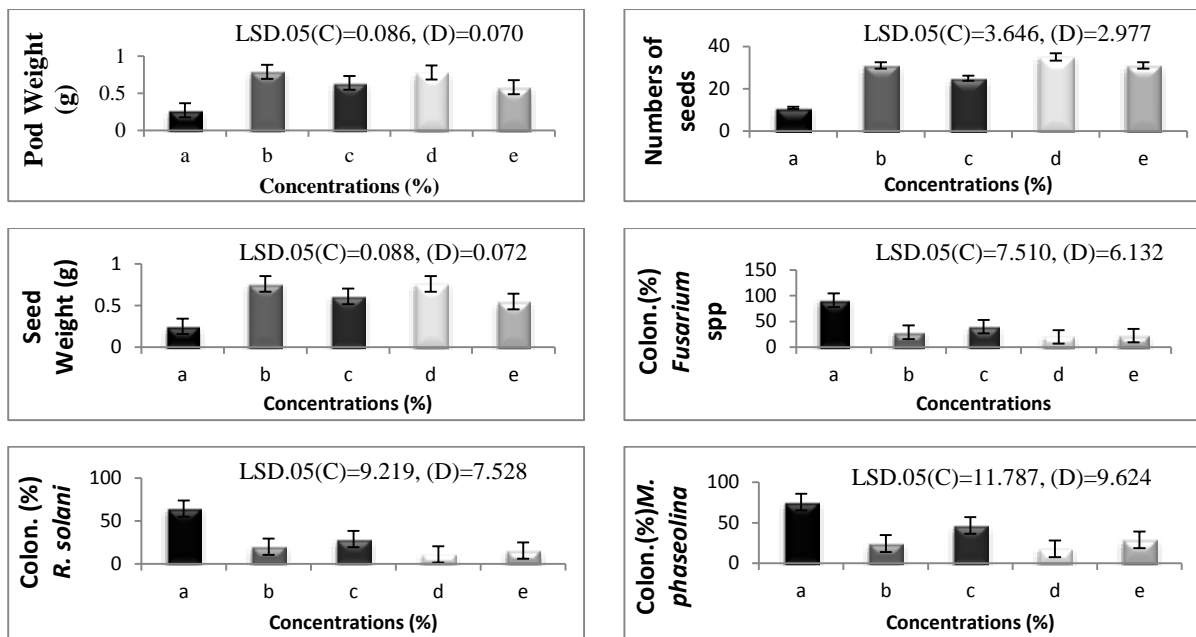 LSD.05(C)=0.086, (D)=0.070
Pod Weight
(g)
1
0.5
0
a b c d e
Concentrations (%)
LSD.05(C)=3.646, (D)=2.977
Numbers of
seeds
40
20
0
a b c d e
Concentrations (%)
LSD.05(C)=0.088, (D)=0.072
Seed
Weight (g)
1
0.5
0
a b c d e
Concentrations (%)
LSD.05(C)=7.510, (D)=6.132
Colon.(%)
Fusarium
spp
150
100
50
0
a b c d e
Concentrations
LSD.05(C)=9.219, (D)=7.528
Colon. (%)
R. solani
100
50
0
a b c d e
Concentrations (%)
LSD.05(C)=11.787, (D)=9.624
Colon.(%)M.
phaseolina
100
50
0
a b c d e
Concentrations (%)